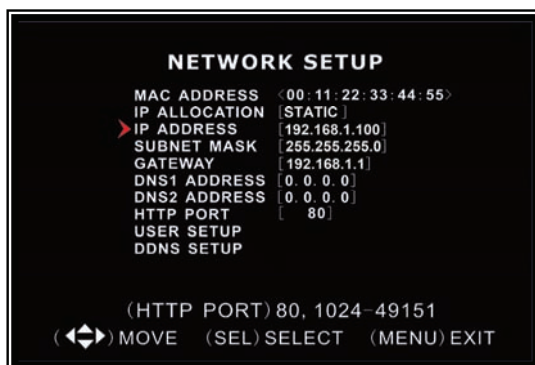 NETWORK SETUP
MAC ADDRESS <00:11:22:33:44:55>
IP ALLOCATION [STATIC]
IP ADDRESS [192.168.1.100]
SUBNET MASK [255.255.255.0]
GATEWAY [192.168.1.1]
DNS1 ADDRESS [0.0.0.0]
DNS2 ADDRESS [0.0.0.0]
HTTP PORT [ 80]
USER SETUP
DDNS SETUP
(HTTP PORT) 80, 1024-49151
( ) MOVE (SEL) SELECT (MENU) EXIT